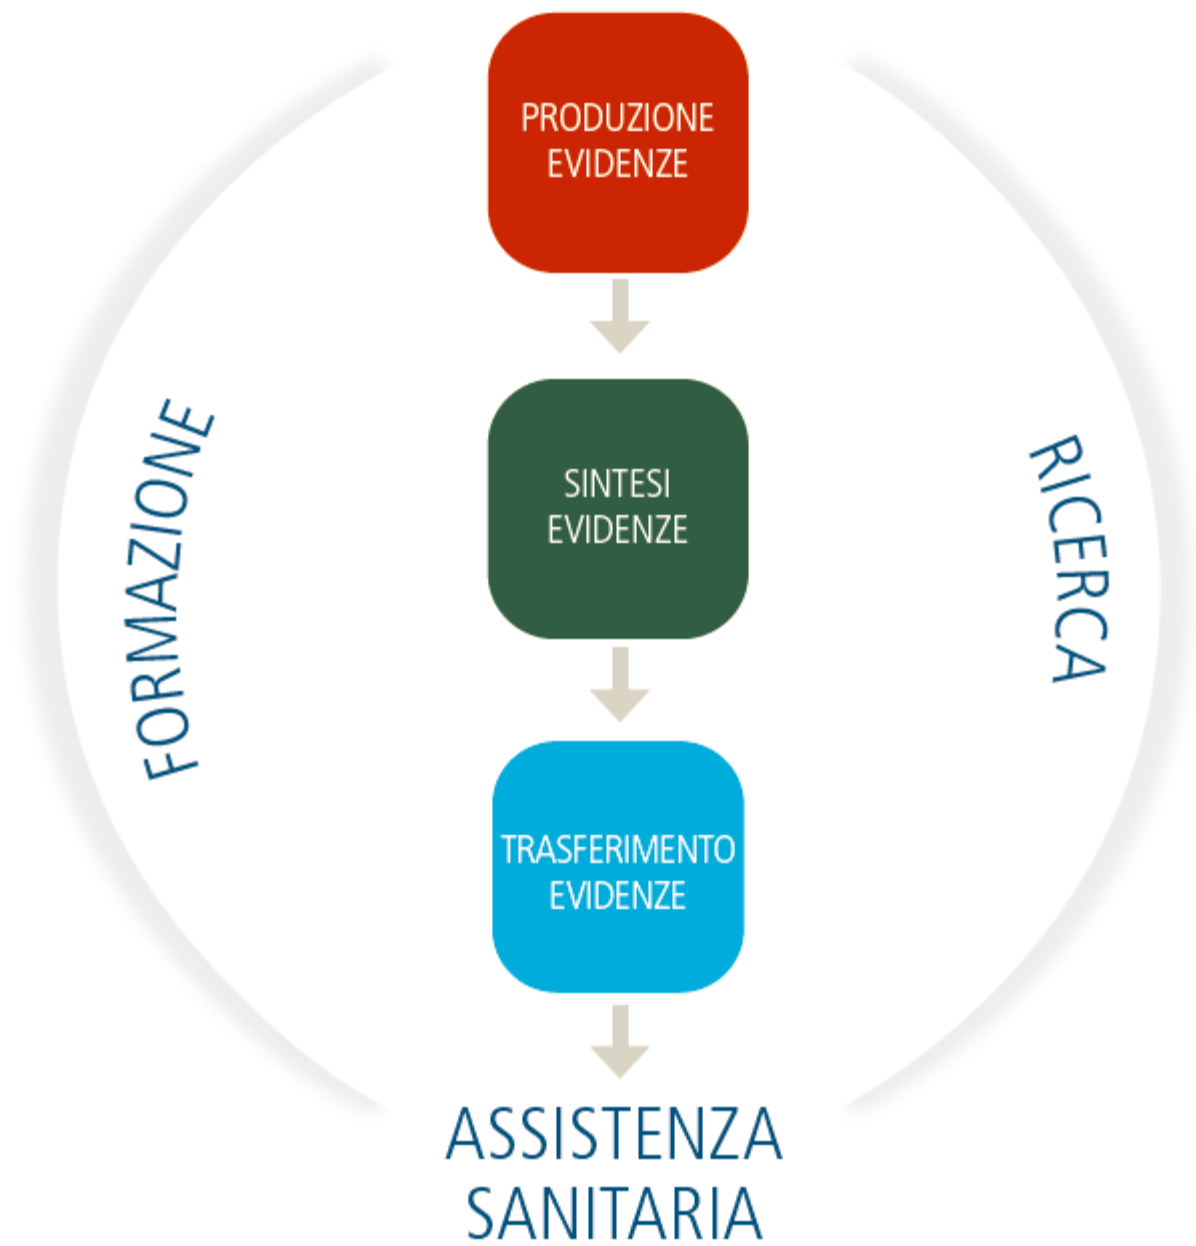 PRODUZIONE
EVIDENZE
SINTESI
EVIDENZE
FORMAZIONE
RICERCA
TRASFERIMENTO
EVIDENZE
ASSISTENZA
SANITARIA